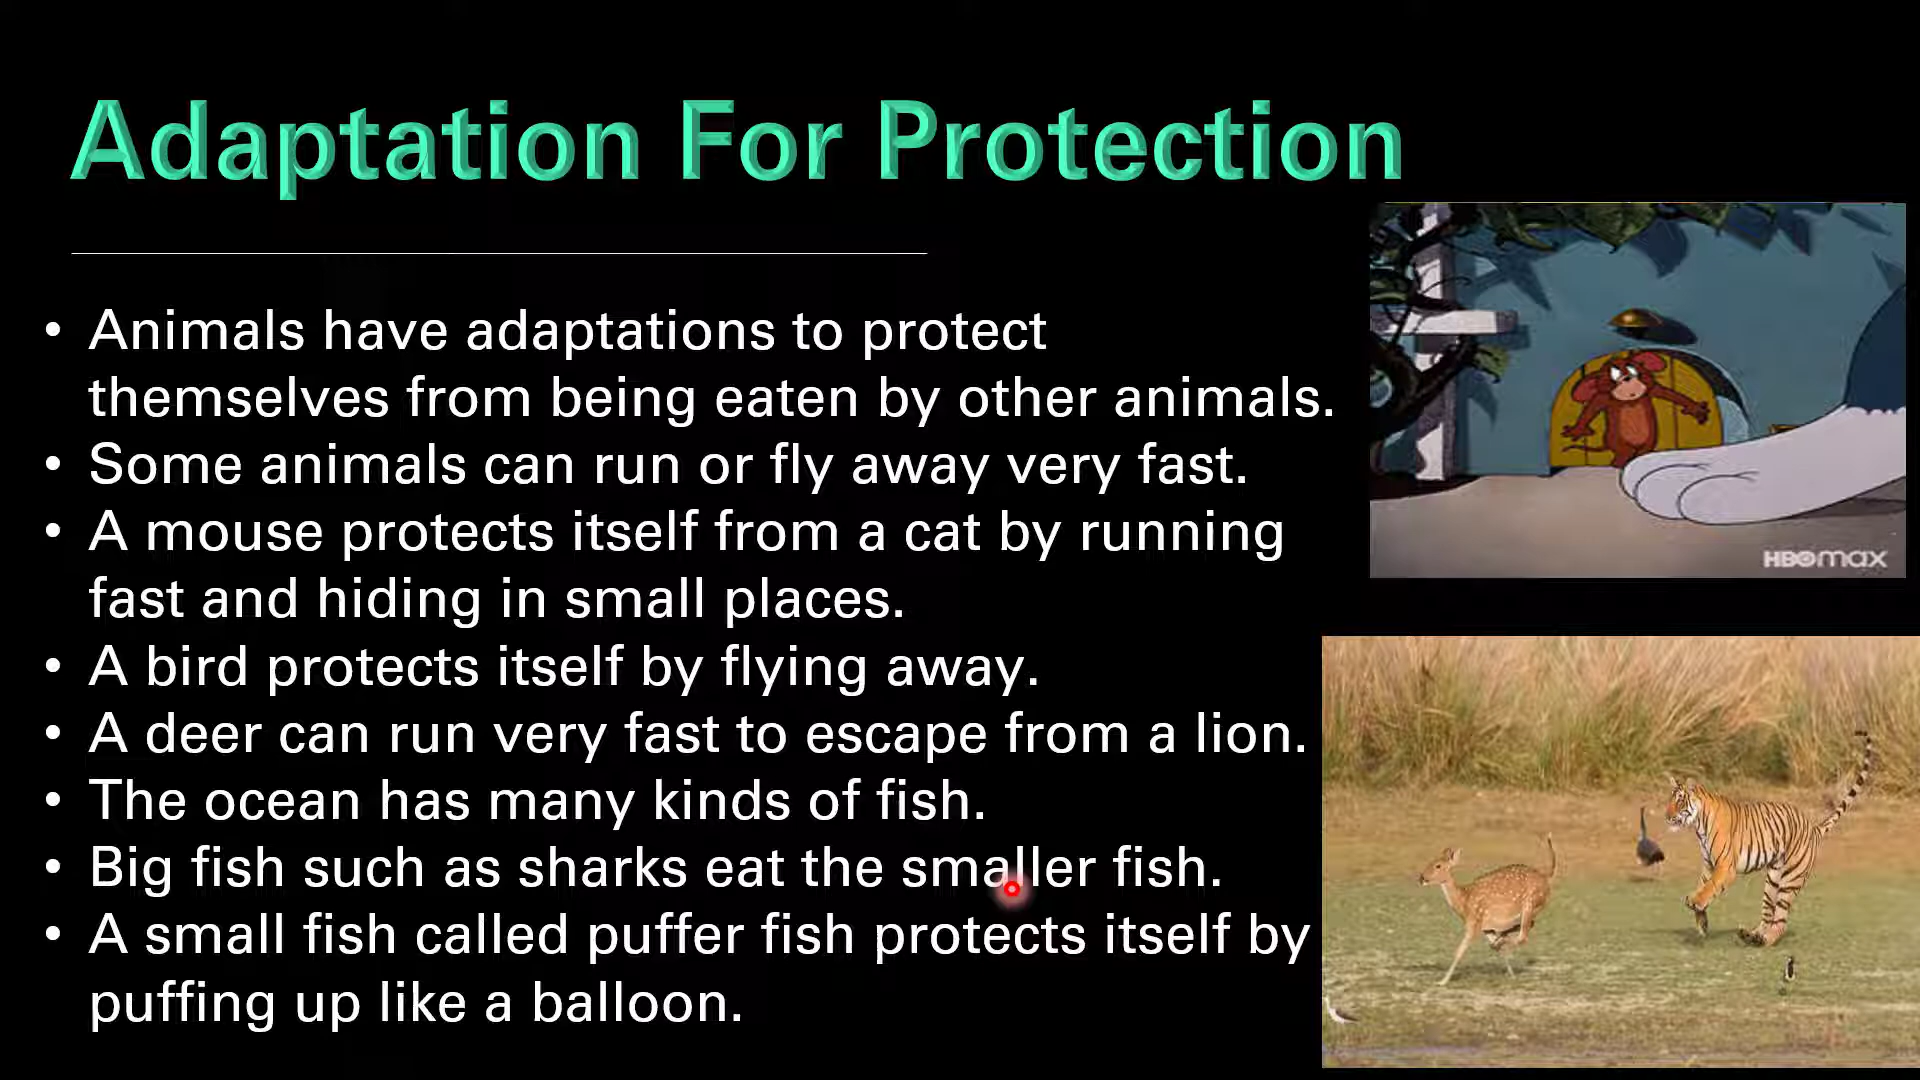 Adaptation For Protection
• Animals have adaptations to protect
themselves from being eaten by other animals.
• Some animals can run or fly away very fast.
• A mouse protects itself from a cat by running
fast and hiding in small places.
• A bird protects itself by flying away.
• A deer can run very fast to escape from a lion.
• The ocean has many kinds of fish.
• Big fish such as sharks eat the smaller fish.
• A small fish called puffer fish protects itself by
puffing up like a balloon.
HBOmax